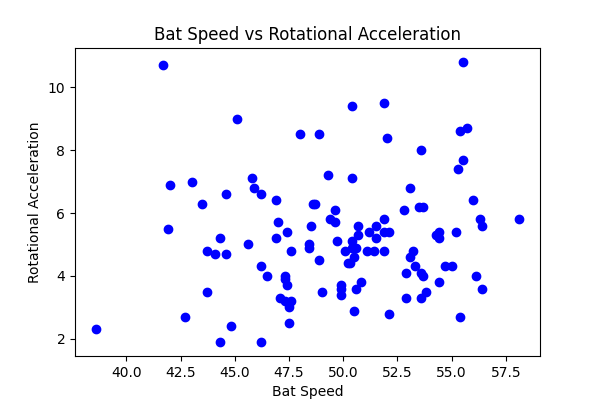 Bat Speed vs Rotational Acceleration
10
8
6
4
2
Rotational Acceleration
40.0 42.5 45.0 47.5 50.0 52.5 55.0 57.5
Bat Speed